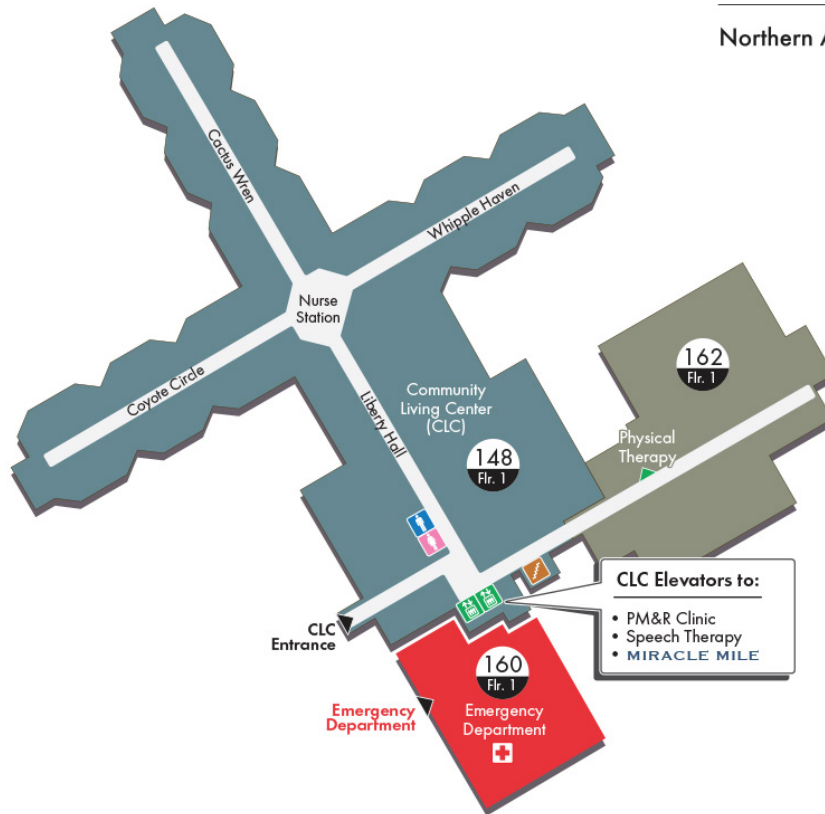 Northern
Cactus Wren
Whipple Haven
Nurse
Station
Coyote Circle
Liberty Hall
Community
Living Center
(CLC)
148
Flr. 1
162
Flr. 1
Physical
Therapy
CLC
Entrance
CLC Elevators to:
• PM&R Clinic
• Speech Therapy
• MIRACLE MILE
160
Flr. 1
Emergency
Department
Emergency
Department